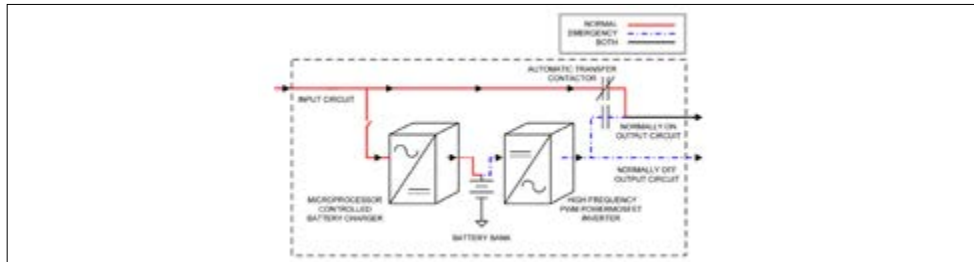 NORMAL
EMERGENCY
BOTH
AUTOMATIC TRANSFER
CONTACTOR
INPUT CIRCUIT
NORMALLY ON
OUTPUT CIRCUIT
NORMALLY OFF
OUTPUT CIRCUIT
MICROPROCESSOR
CONTROLLED
BATTERY CHARGER
HIGH FREQUENCY
PWM POWERMOSFET
INVERTER
BATTERY BANK